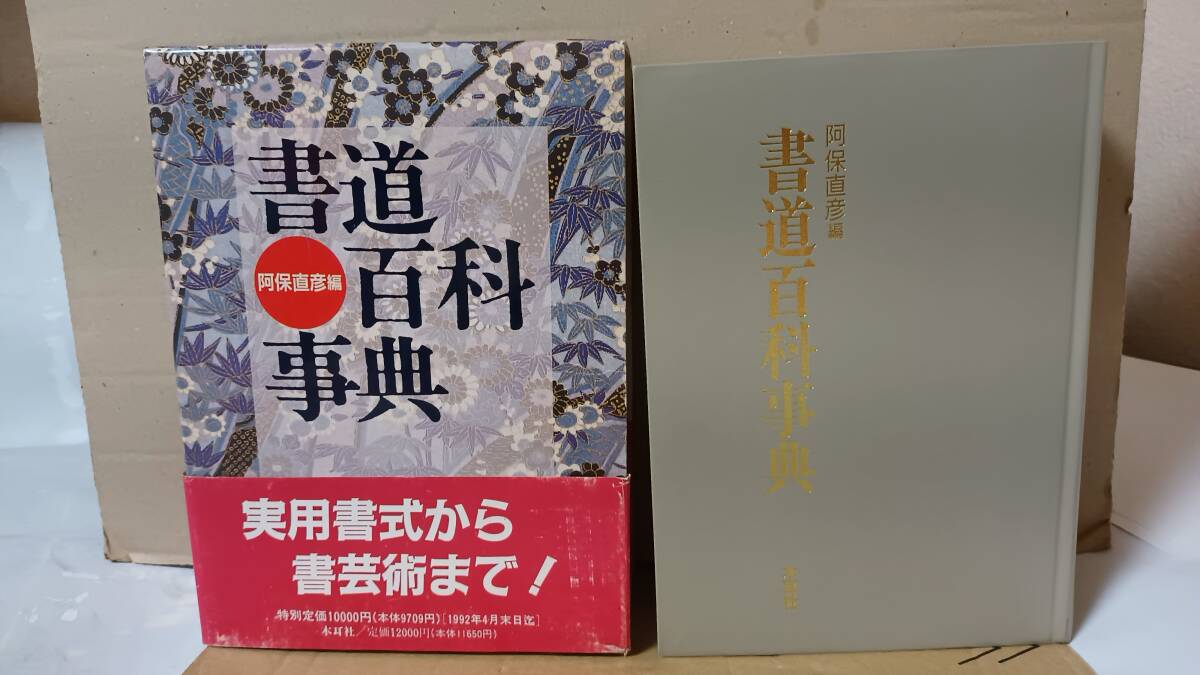 書道
百科
事典
阿保直彦編
実用書式から
書芸術まで!
特別定価10000円(本体9709円)[1992年4月末日迄]
木耳社/定価12000円(本体11650円)
阿保直彦編
書道百科事典
木耳社